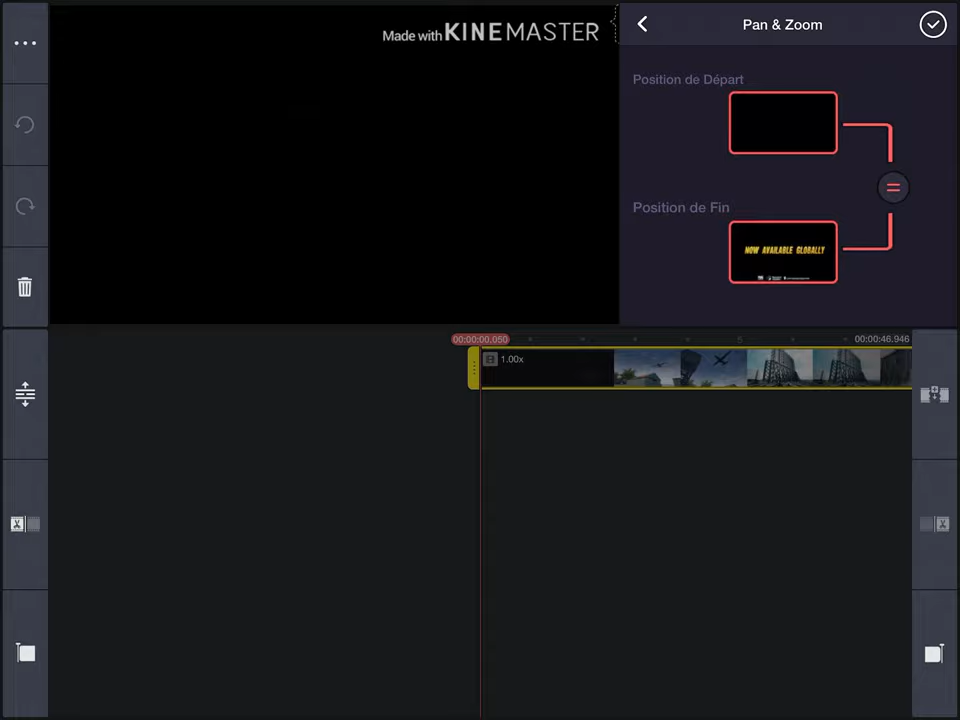 Made with KINEMASTER
Pan & Zoom
Position de Départ
=
Position de Fin
NOW AVAILABLE GLOBALLY
00:00:00.050
5
00:00:46.946
1.00x